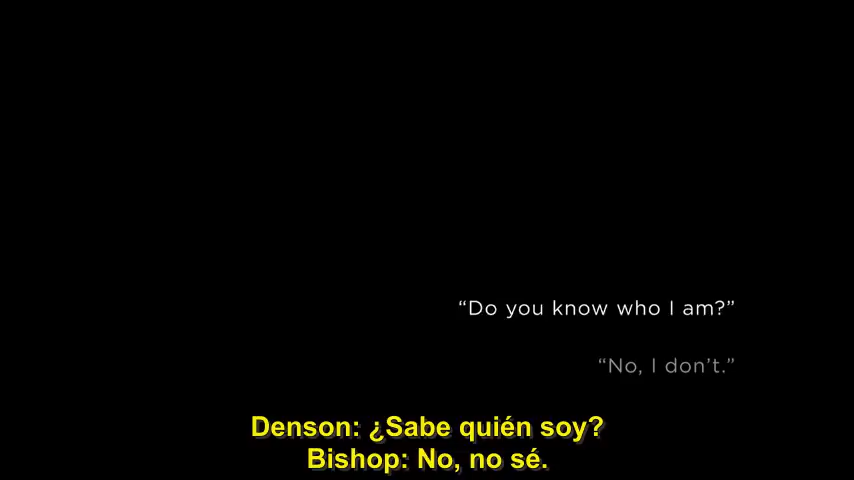 “Do you know who I am?”
“No, I don’t.”
Denson: ¿Sabe quién soy?
Bishop: No, no sé.